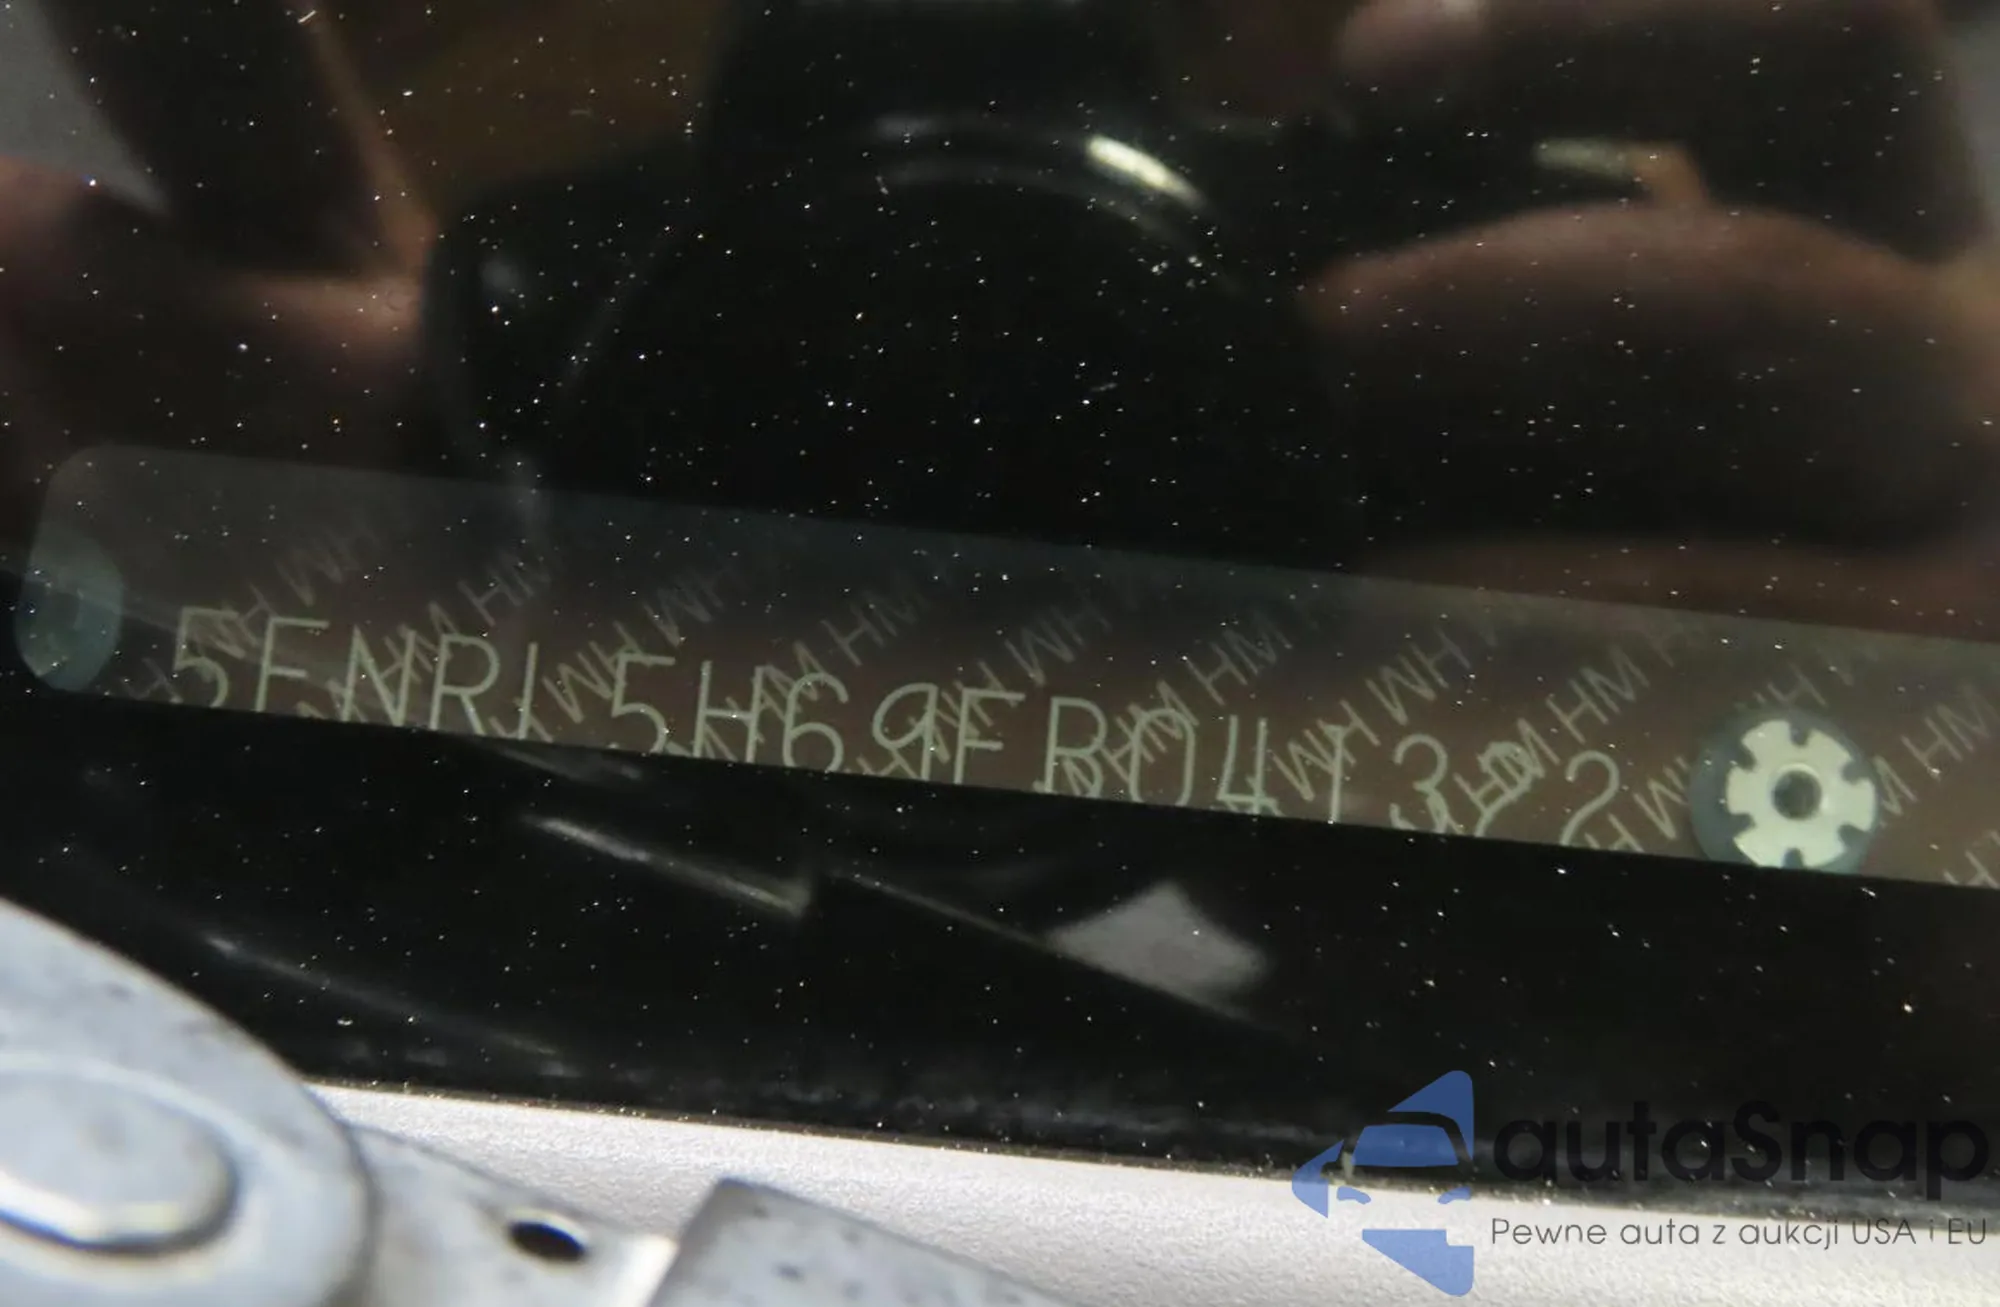 5FNRL5H69FB041322
autaSnap
Pewne auta z aukcji USA i EU